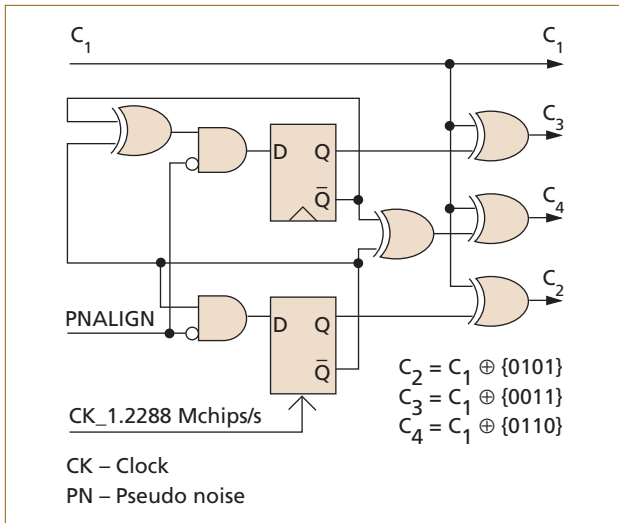 C₁ C₁
C₃
D Q
Q̅
C₄
C₂
PNALIGN
D Q
Q̅
C₂ = C₁ ⊕ {0101}
C₃ = C₁ ⊕ {0011}
C₄ = C₁ ⊕ {0110}
CK_1.2288 Mchips/s
CK – Clock
PN – Pseudo noise